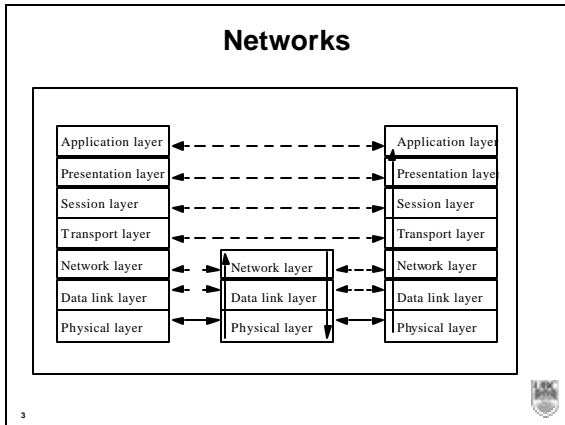 Networks
Application layer
Presentation layer
Session layer
Transport layer
Network layer
Data link layer
Physical layer
Network layer
Data link layer
Physical layer
Application layer
Presentation layer
Session layer
Transport layer
Network layer
Data link layer
Physical layer
3
UBC